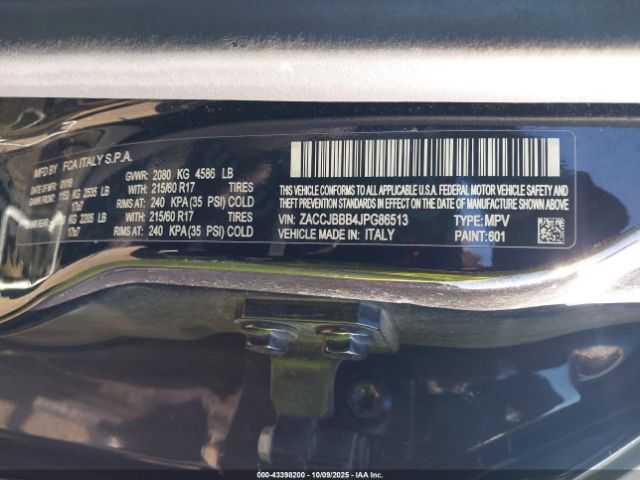 MFD BY FCA ITALY S.P.A.
GVWR: 2080 KG 4586 LB
1150 KG 2535 LB WITH 215/60 R17 TIRES
17x7 RIMS AT 240 KPA (35 PSI) COLD
KG 2205 LB WITH 215/60 R17 TIRES
17x7 RIMS AT 240 KPA (35 PSI) COLD
THIS VEHICLE CONFORMS TO ALL APPLICABLE U.S.A. FEDERAL MOTOR VEHICLE SAFETY, BUMPER, AND
THEFT PREVENTION STANDARDS IN EFFECT ON THE DATE OF MANUFACTURE SHOWN ABOVE
VIN: ZACCJBBB4JPG86513 TYPE: MPV
VEHICLE MADE IN: ITALY PAINT: 601
000-43398200 - 10/09/2025 - IAA Inc.